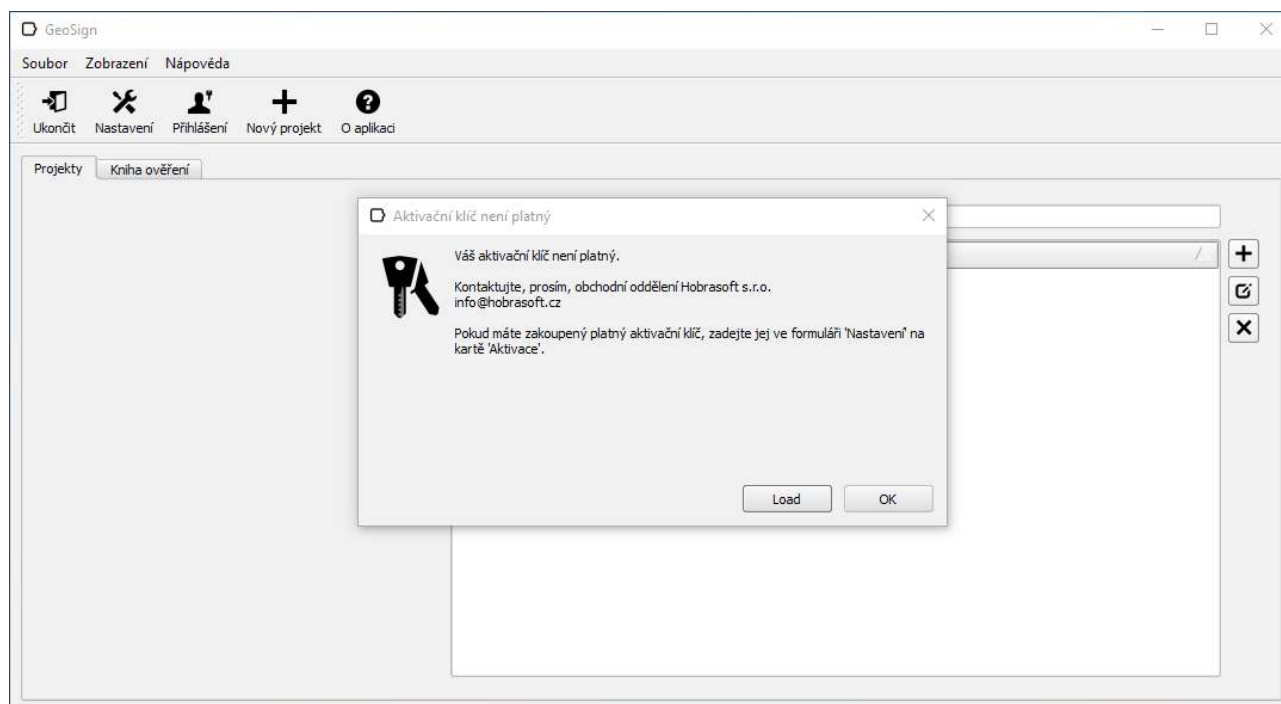 GeoSign
Soubor Zobrazení Nápověda
Ukončit Nastavení Přihlášení Nový projekt O aplikaci
Projekty Kniha ověření
Aktivační klíč není platný
Váš aktivační klíč není platný.
Kontaktujte, prosím, obchodní oddělení Hobrasoft s.r.o.
info@hobrasoft.cz
Pokud máte zakoupený platný aktivační klíč, zadejte jej ve formuláři 'Nastavení' na
kartě 'Aktivace'.
Load OK